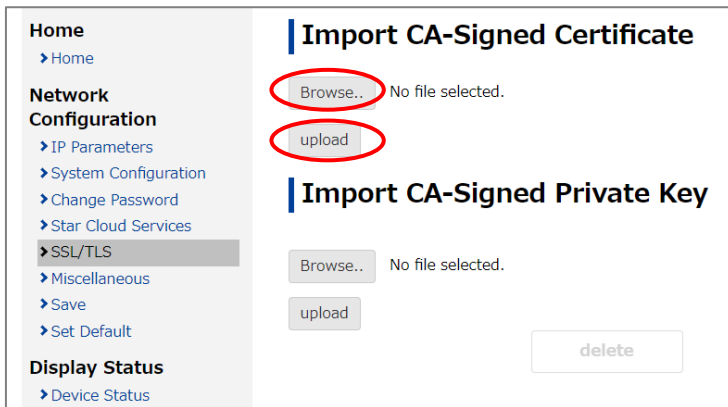 Home
Home
Network
Configuration
IP Parameters
System Configuration
Change Password
Star Cloud Services
SSL/TLS
Miscellaneous
Save
Set Default
Display Status
Device Status
Import CA-Signed Certificate
Browse.. No file selected.
upload
Import CA-Signed Private Key
Browse.. No file selected.
upload
delete